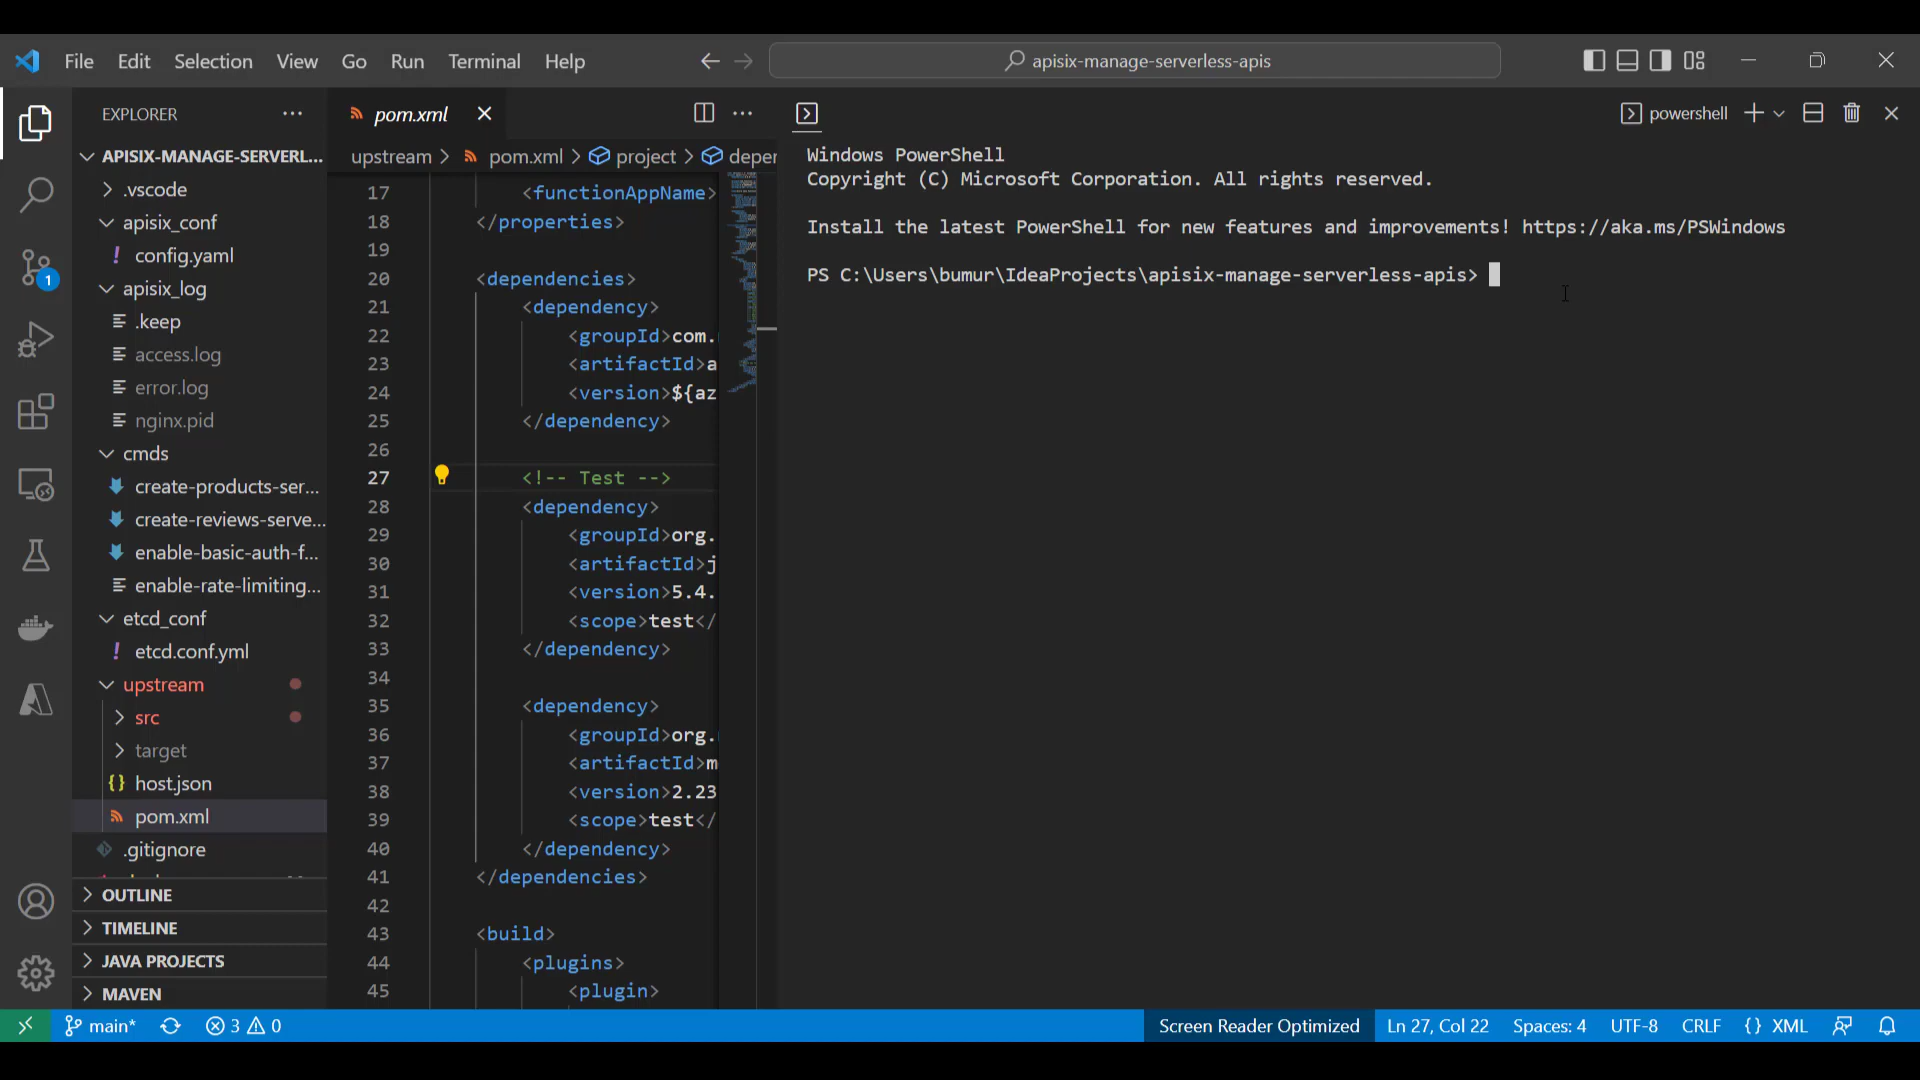 File Edit Selection View Go Run Terminal Help
apisix-manage-serverless-apis
EXPLORER
APISIX-MANAGE-SERVERL...
.vscode
apisix_conf
config.yaml
apisix_log
.keep
access.log
error.log
nginx.pid
cmds
create-products-ser...
create-reviews-serve...
enable-basic-auth-f...
enable-rate-limiting...
etcd_conf
etcd.conf.yml
upstream
src
target
host.json
pom.xml
.gitignore
OUTLINE
TIMELINE
JAVA PROJECTS
MAVEN
pom.xml
upstream > pom.xml > project > deper
17 <functionAppName>
18 </properties>
19
20 <dependencies>
21 <dependency>
22 <groupId>com.
23 <artifactId>a
24 <version>${az
25 </dependency>
26
27 <!-- Test -->
28 <dependency>
29 <groupId>org.
30 <artifactId>j
31 <version>5.4.
32 <scope>test</
33 </dependency>
34
35 <dependency>
36 <groupId>org.
37 <artifactId>m
38 <version>2.23
39 <scope>test</
40 </dependency>
41 </dependencies>
42
43 <build>
44 <plugins>
45 <plugin>
powershell
Windows PowerShell
Copyright (C) Microsoft Corporation. All rights reserved.
Install the latest PowerShell for new features and improvements! https://aka.ms/PSWindows
PS C:\Users\bumur\IdeaProjects\apisix-manage-serverless-apis>
1
main* 3 0 Screen Reader Optimized Ln 27, Col 22 Spaces: 4 UTF-8 CRLF {} XML